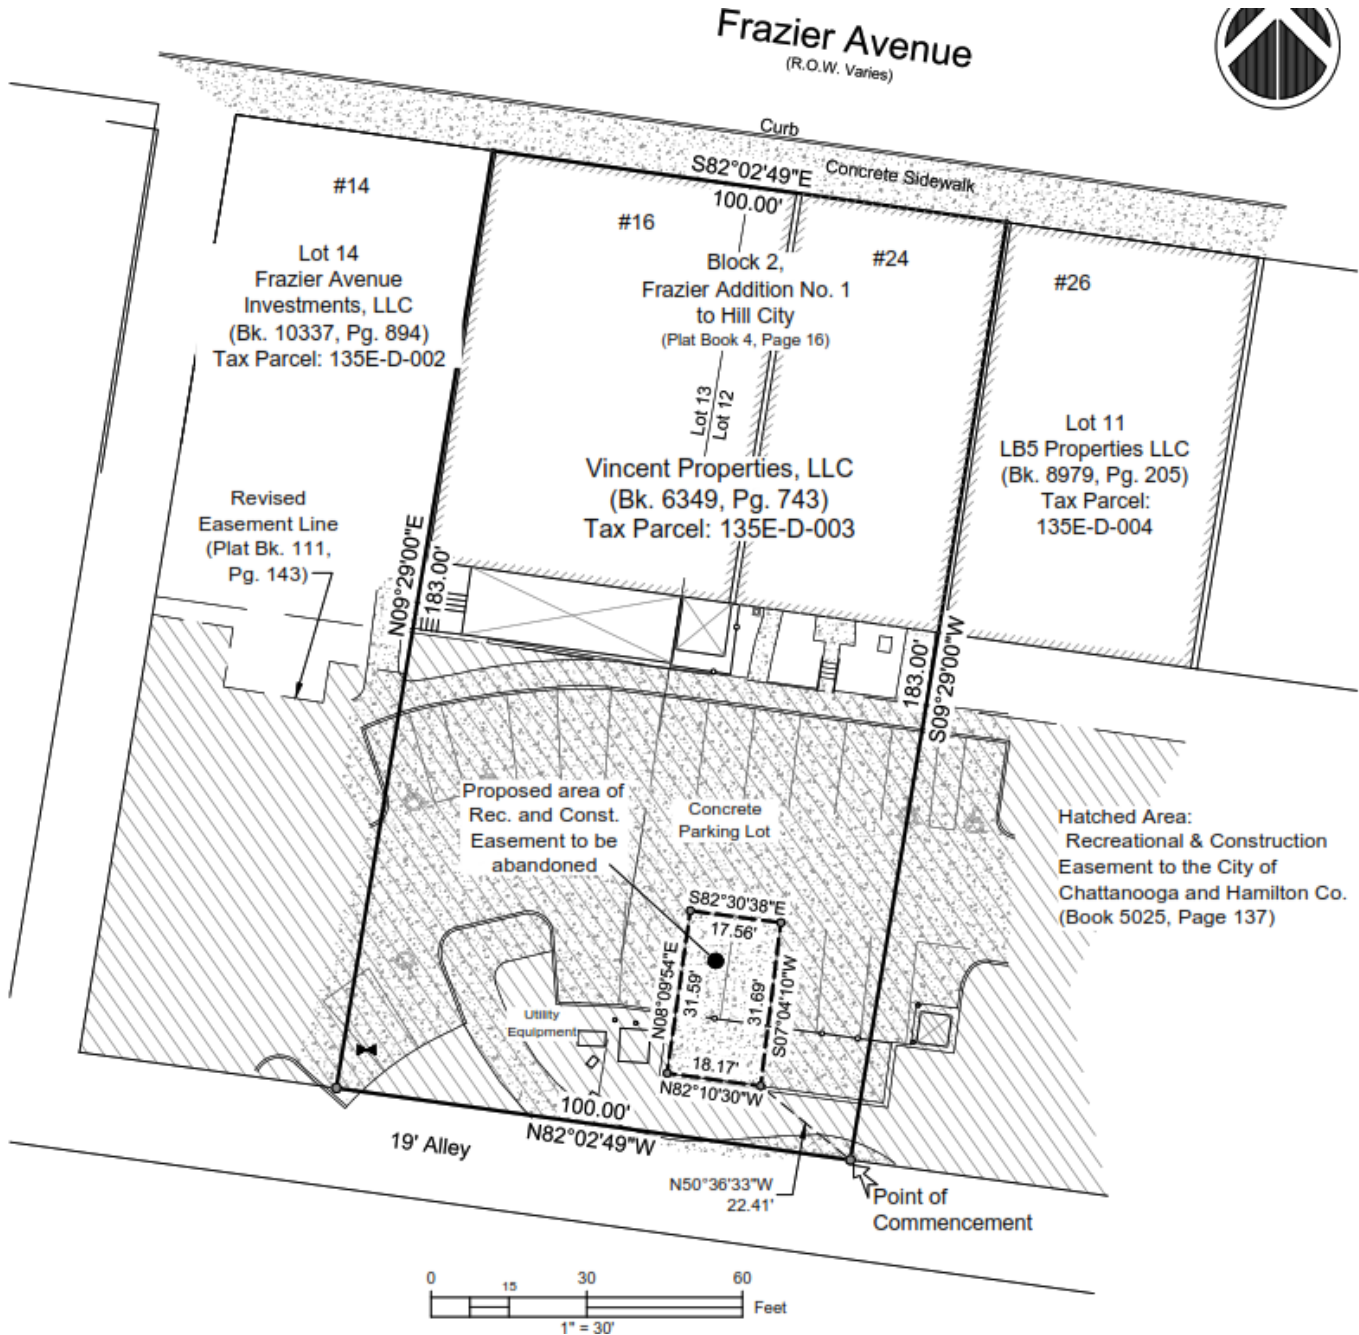 Frazier Avenue
(R.O.W. Varies)
Curb
Concrete Sidewalk
S82°02'49"E
100.00'
#14
#16
#24
#26
Lot 14
Frazier Avenue
Investments, LLC
(Bk. 10337, Pg. 894)
Tax Parcel: 135E-D-002
Block 2,
Frazier Addition No. 1
to Hill City
(Plat Book 4, Page 16)
Lot 13
Lot 12
Vincent Properties, LLC
(Bk. 6349, Pg. 743)
Tax Parcel: 135E-D-003
Lot 11
LB5 Properties LLC
(Bk. 8979, Pg. 205)
Tax Parcel:
135E-D-004
Revised
Easement Line
(Plat Bk. 111,
Pg. 143)
N09°29'00"E
183.00'
183.00'
S09°29'00"W
Proposed area of
Rec. and Const.
Easement to be
abandoned
Concrete
Parking Lot
Hatched Area:
Recreational & Construction
Easement to the City of
Chattanooga and Hamilton Co.
(Book 5025, Page 137)
S82°30'38"E
17.56'
N08°09'54"E
31.59'
31.69'
S07°04'10"W
18.17'
N82°10'30"W
Utility
Equipment
100.00'
N82°02'49"W
19' Alley
N50°36'33"W
22.41'
Point of
Commencement
0 15 30 60
Feet
1" = 30'